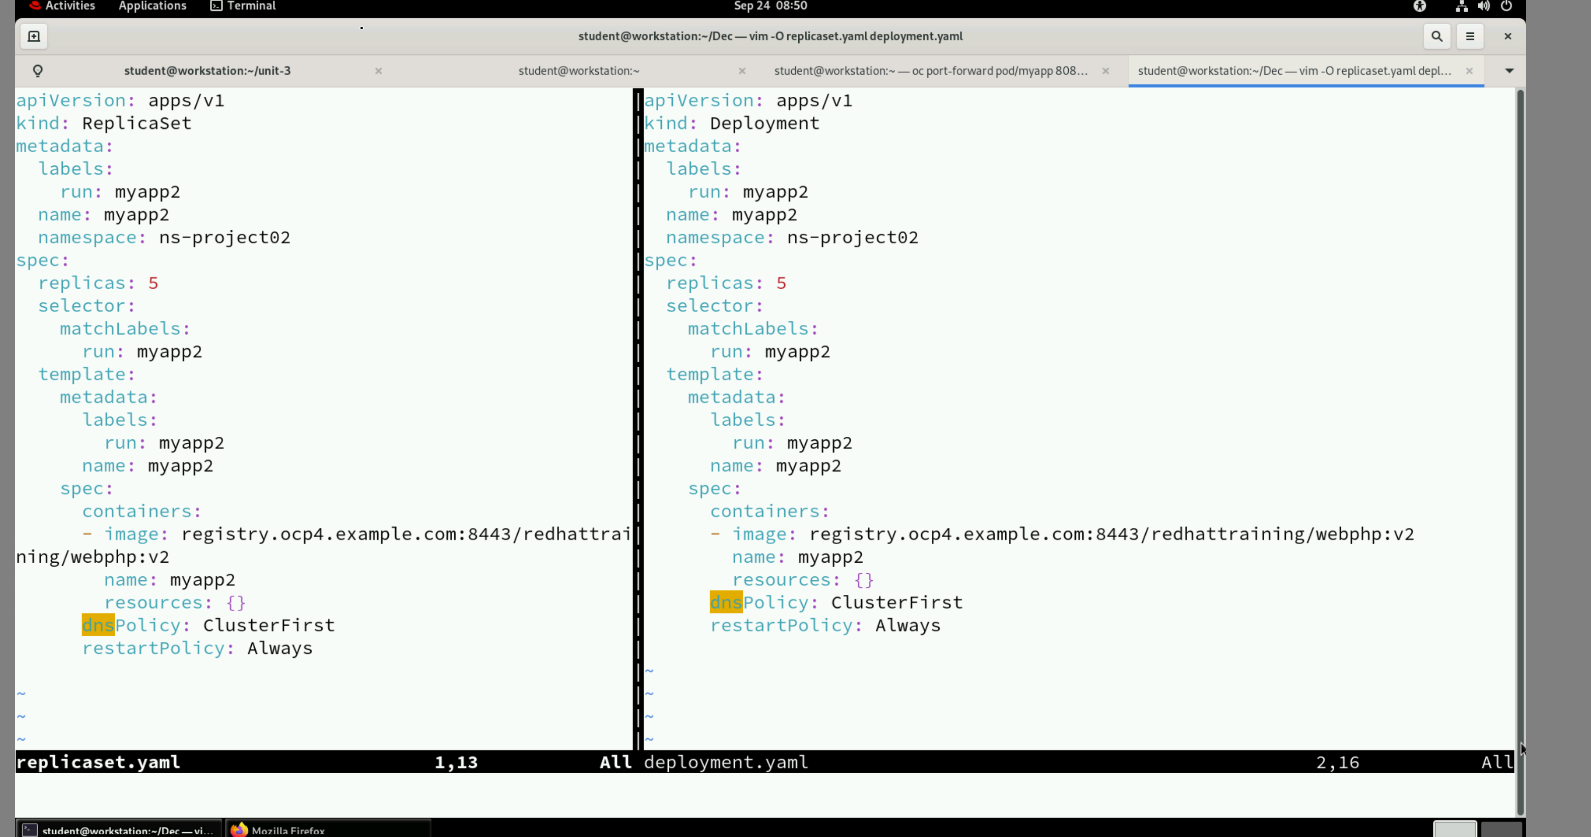 Activities Applications Terminal Sep 24 08:50
student@workstation:~/Dec — vim -O replicaset.yaml deployment.yaml
student@workstation:~/unit-3 × student@workstation:~ × student@workstation:~ — oc port-forward pod/myapp 808... × student@workstation:~/Dec — vim -O replicaset.yaml depl... ×
apiVersion: apps/v1
kind: ReplicaSet
metadata:
  labels:
    run: myapp2
  name: myapp2
  namespace: ns-project02
spec:
  replicas: 5
  selector:
    matchLabels:
      run: myapp2
  template:
    metadata:
      labels:
        run: myapp2
      name: myapp2
    spec:
      containers:
      - image: registry.ocp4.example.com:8443/redhattrai
ning/webphp:v2
        name: myapp2
        resources: {}
      dnsPolicy: ClusterFirst
      restartPolicy: Always
~
~
~
replicaset.yaml 1,13 All
apiVersion: apps/v1
kind: Deployment
metadata:
  labels:
    run: myapp2
  name: myapp2
  namespace: ns-project02
spec:
  replicas: 5
  selector:
    matchLabels:
      run: myapp2
  template:
    metadata:
      labels:
        run: myapp2
      name: myapp2
    spec:
      containers:
      - image: registry.ocp4.example.com:8443/redhattraining/webphp:v2
        name: myapp2
        resources: {}
      dnsPolicy: ClusterFirst
      restartPolicy: Always
~
~
~
~
deployment.yaml 2,16 All
student@workstation:~/Dec — vi... Mozilla Firefox